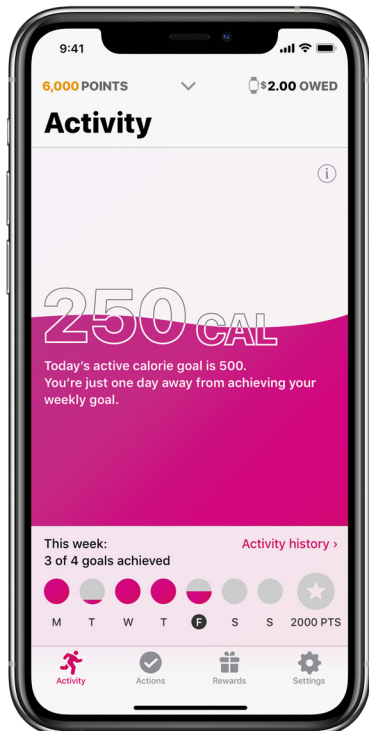 9:41
6,000 POINTS
$2.00 OWED
Activity
i
250 CAL
Today's active calorie goal is 500.
You're just one day away from achieving your
weekly goal.
This week:
Activity history ›
3 of 4 goals achieved
M T W T F S S 2000 PTS
Activity Actions Rewards Settings